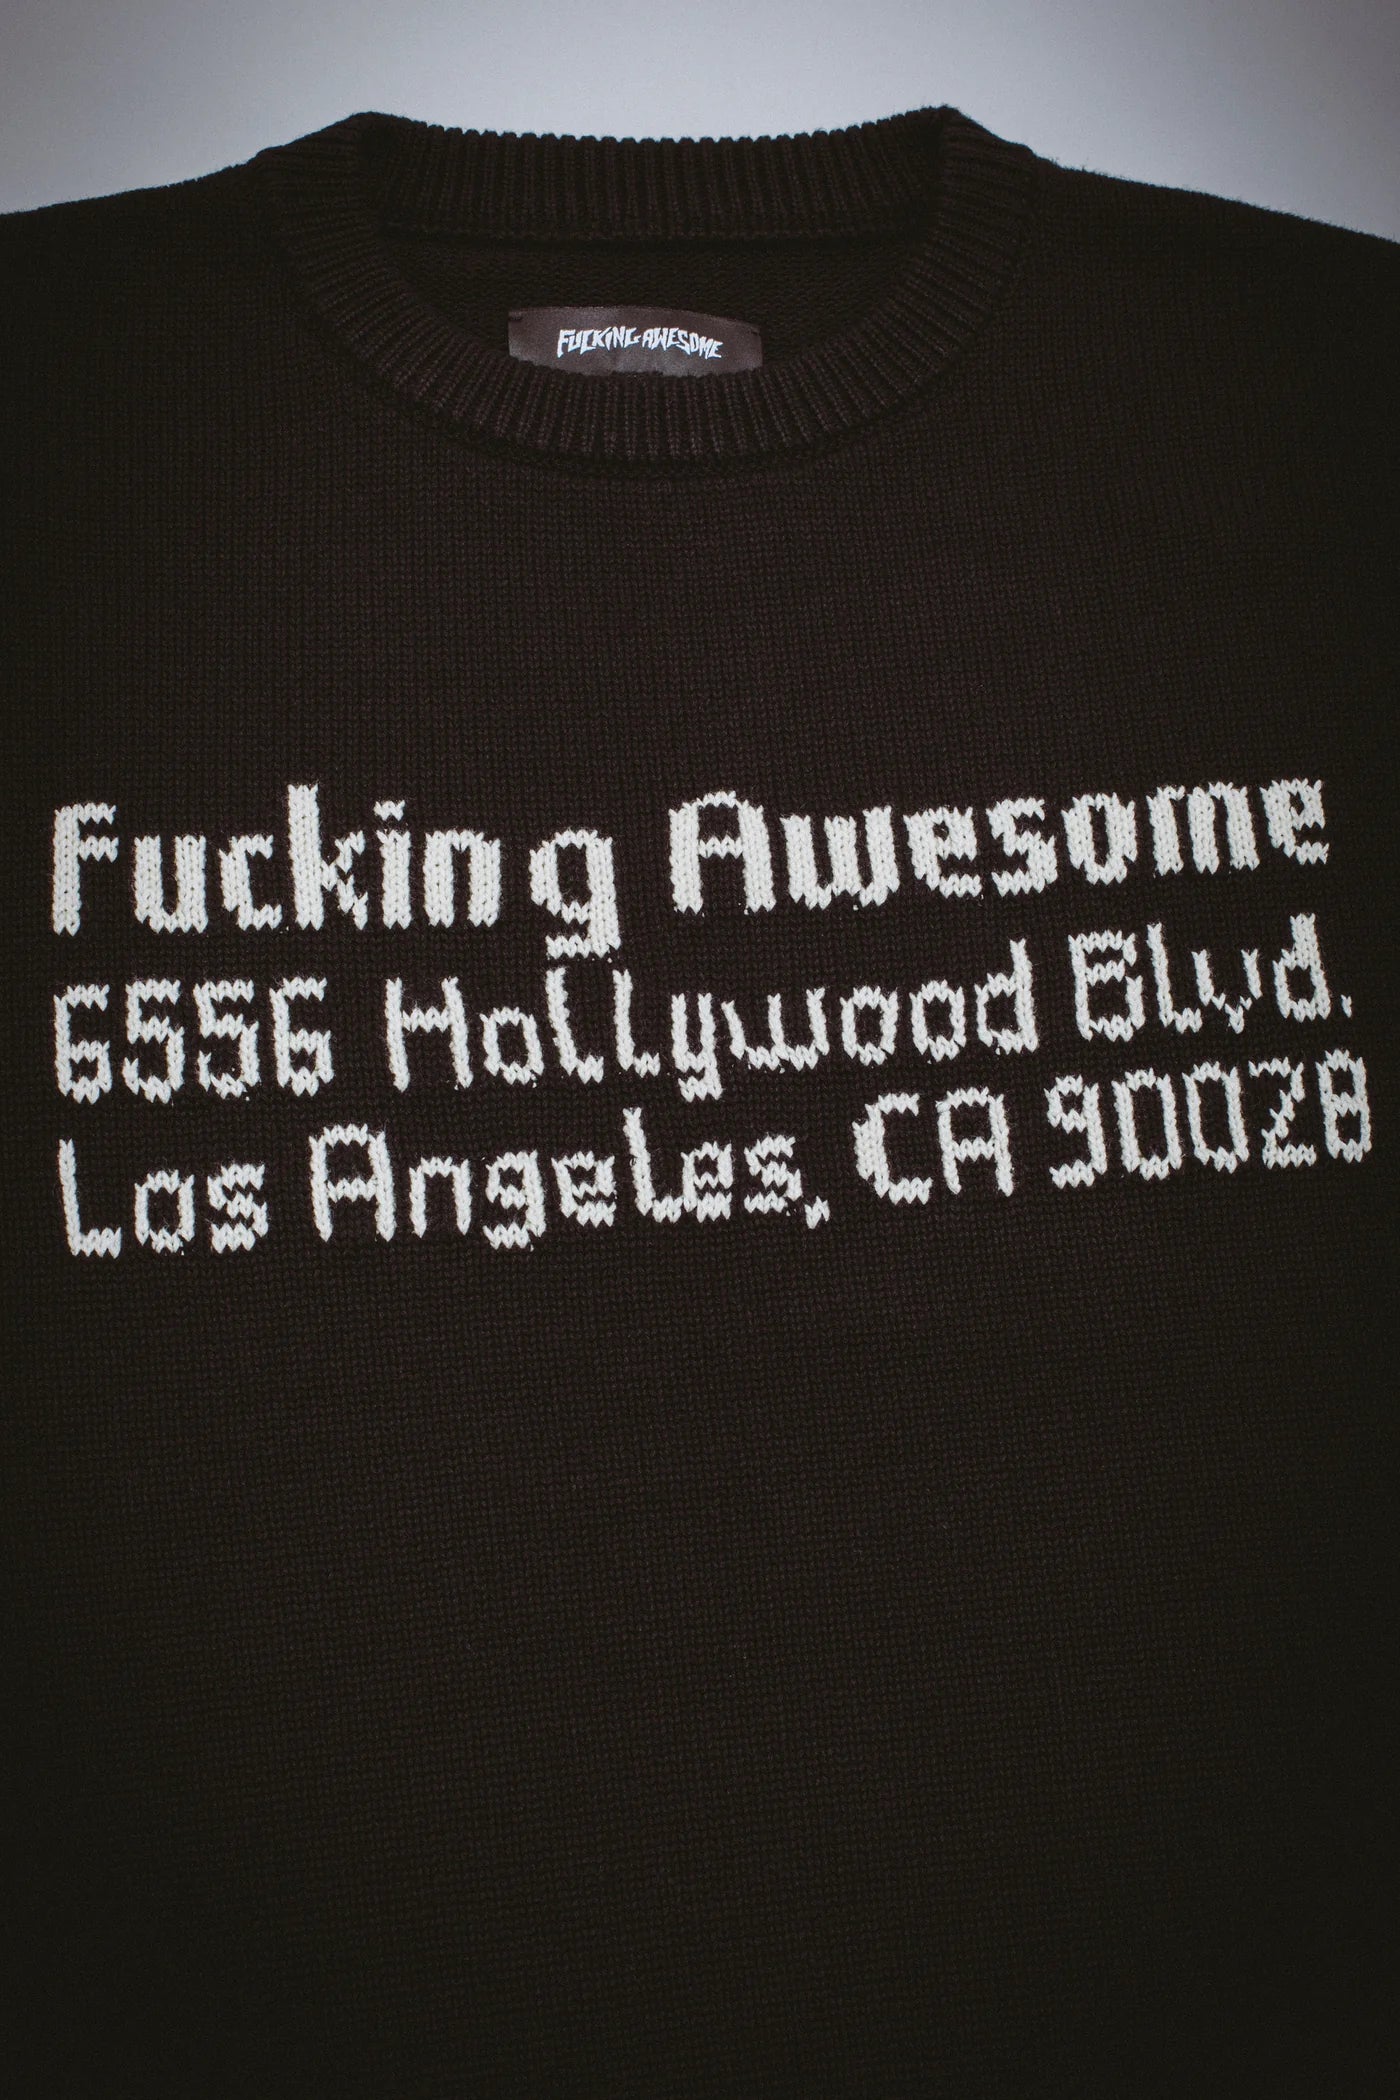 FUCKING AWESOME
Fucking Awesome
6556 Hollywood Blvd.
Los Angeles, CA 90028